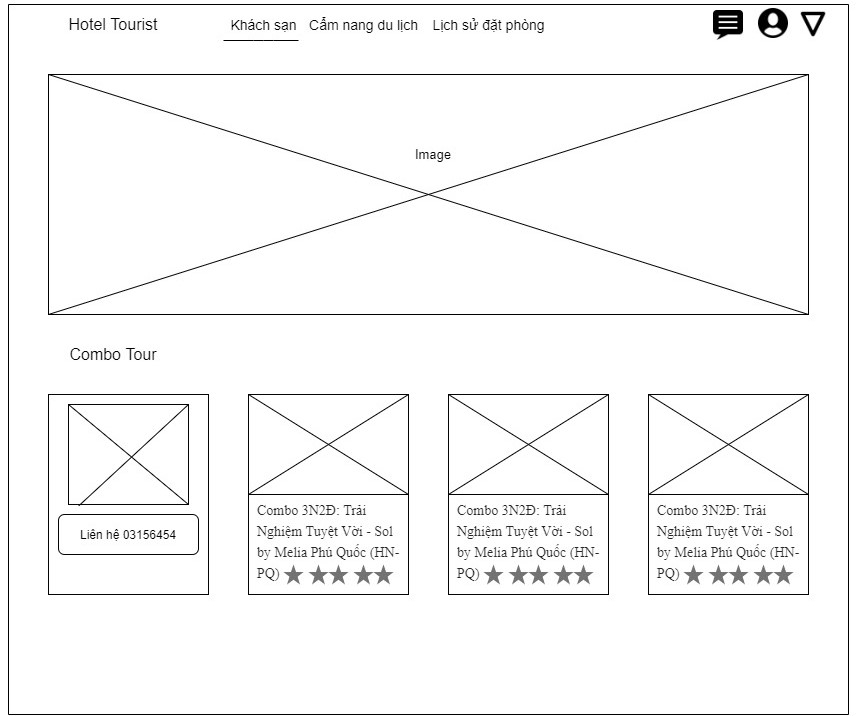 Hotel Tourist
Khách sạn
Cẩm nang du lịch
Lịch sử đặt phòng
Image
Combo Tour
Liên hệ 03156454
Combo 3N2Đ: Trải
Nghiệm Tuyệt Vời - Sol
by Melia Phú Quốc (HN-
PQ)
Combo 3N2Đ: Trải
Nghiệm Tuyệt Vời - Sol
by Melia Phú Quốc (HN-
PQ)
Combo 3N2Đ: Trải
Nghiệm Tuyệt Vời - Sol
by Melia Phú Quốc (HN-
PQ)